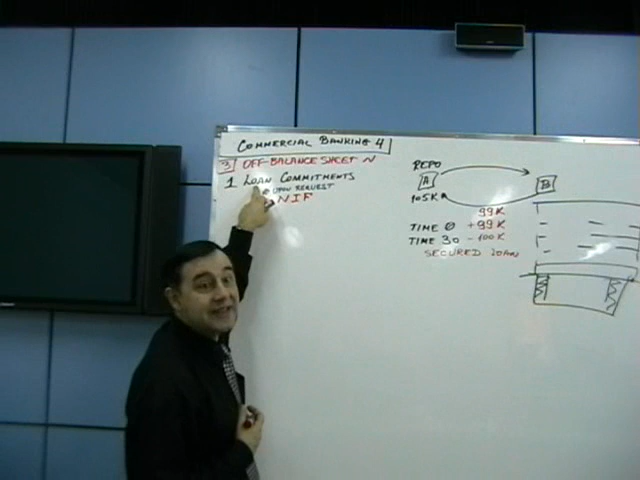 COMMERCIAL BANKING 4
3 OFF-BALANCE SHEET N
1 LOAN COMMITMENTS
UPON REQUEST
NIF
REPO
A B
105K
99K
TIME 0 +99K
TIME 30 -100K
SECURED LOAN